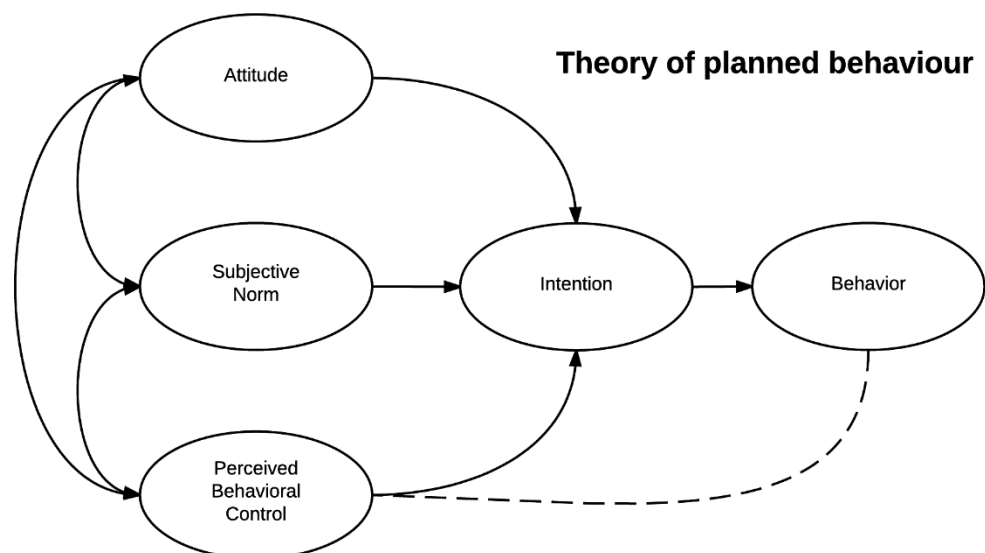 Attitude
Theory of planned behaviour
Subjective
Norm
Intention
Behavior
Perceived
Behavioral
Control